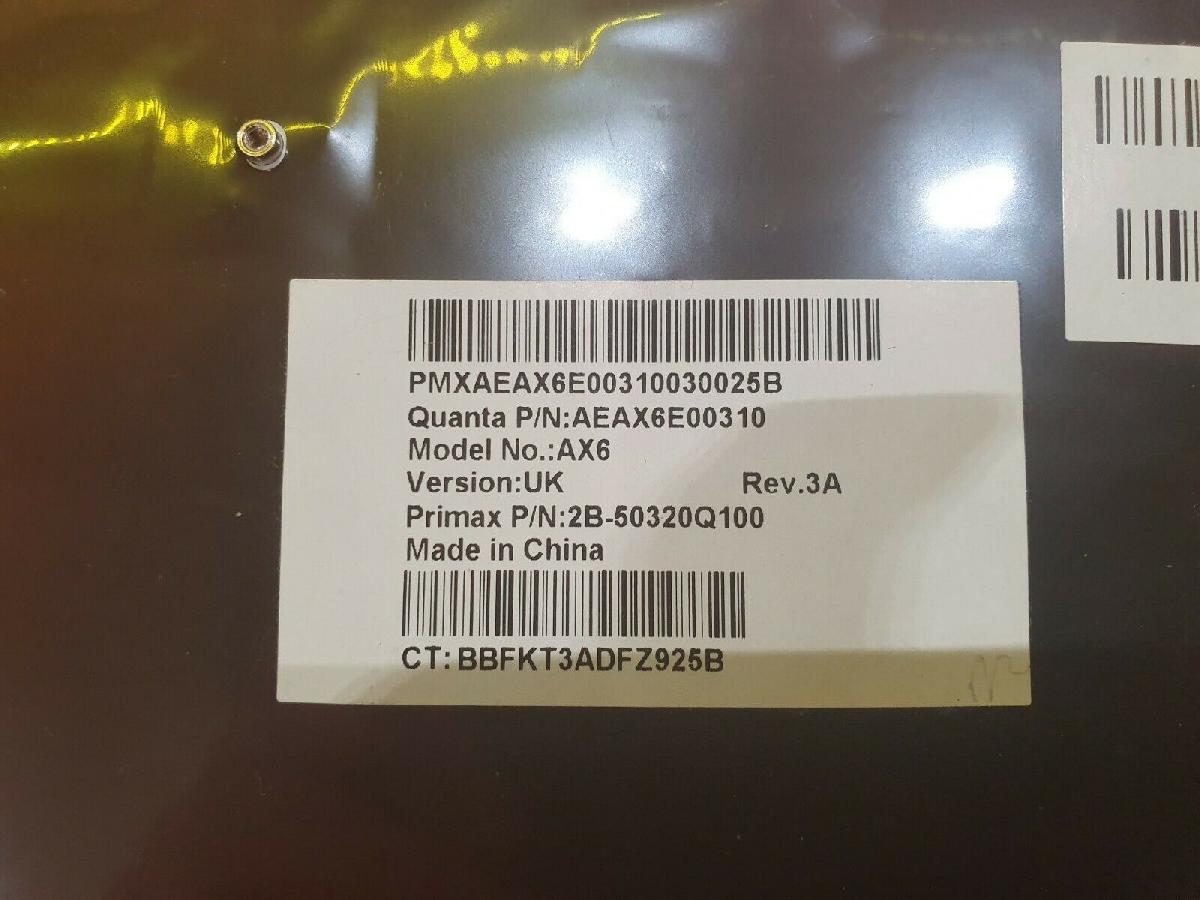 PMXAEAX6E00310030025B
Quanta P/N:AEAX6E00310
Model No.:AX6
Version:UK Rev.3A
Primax P/N:2B-50320Q100
Made in China
CT:BBFKT3ADFZ925B